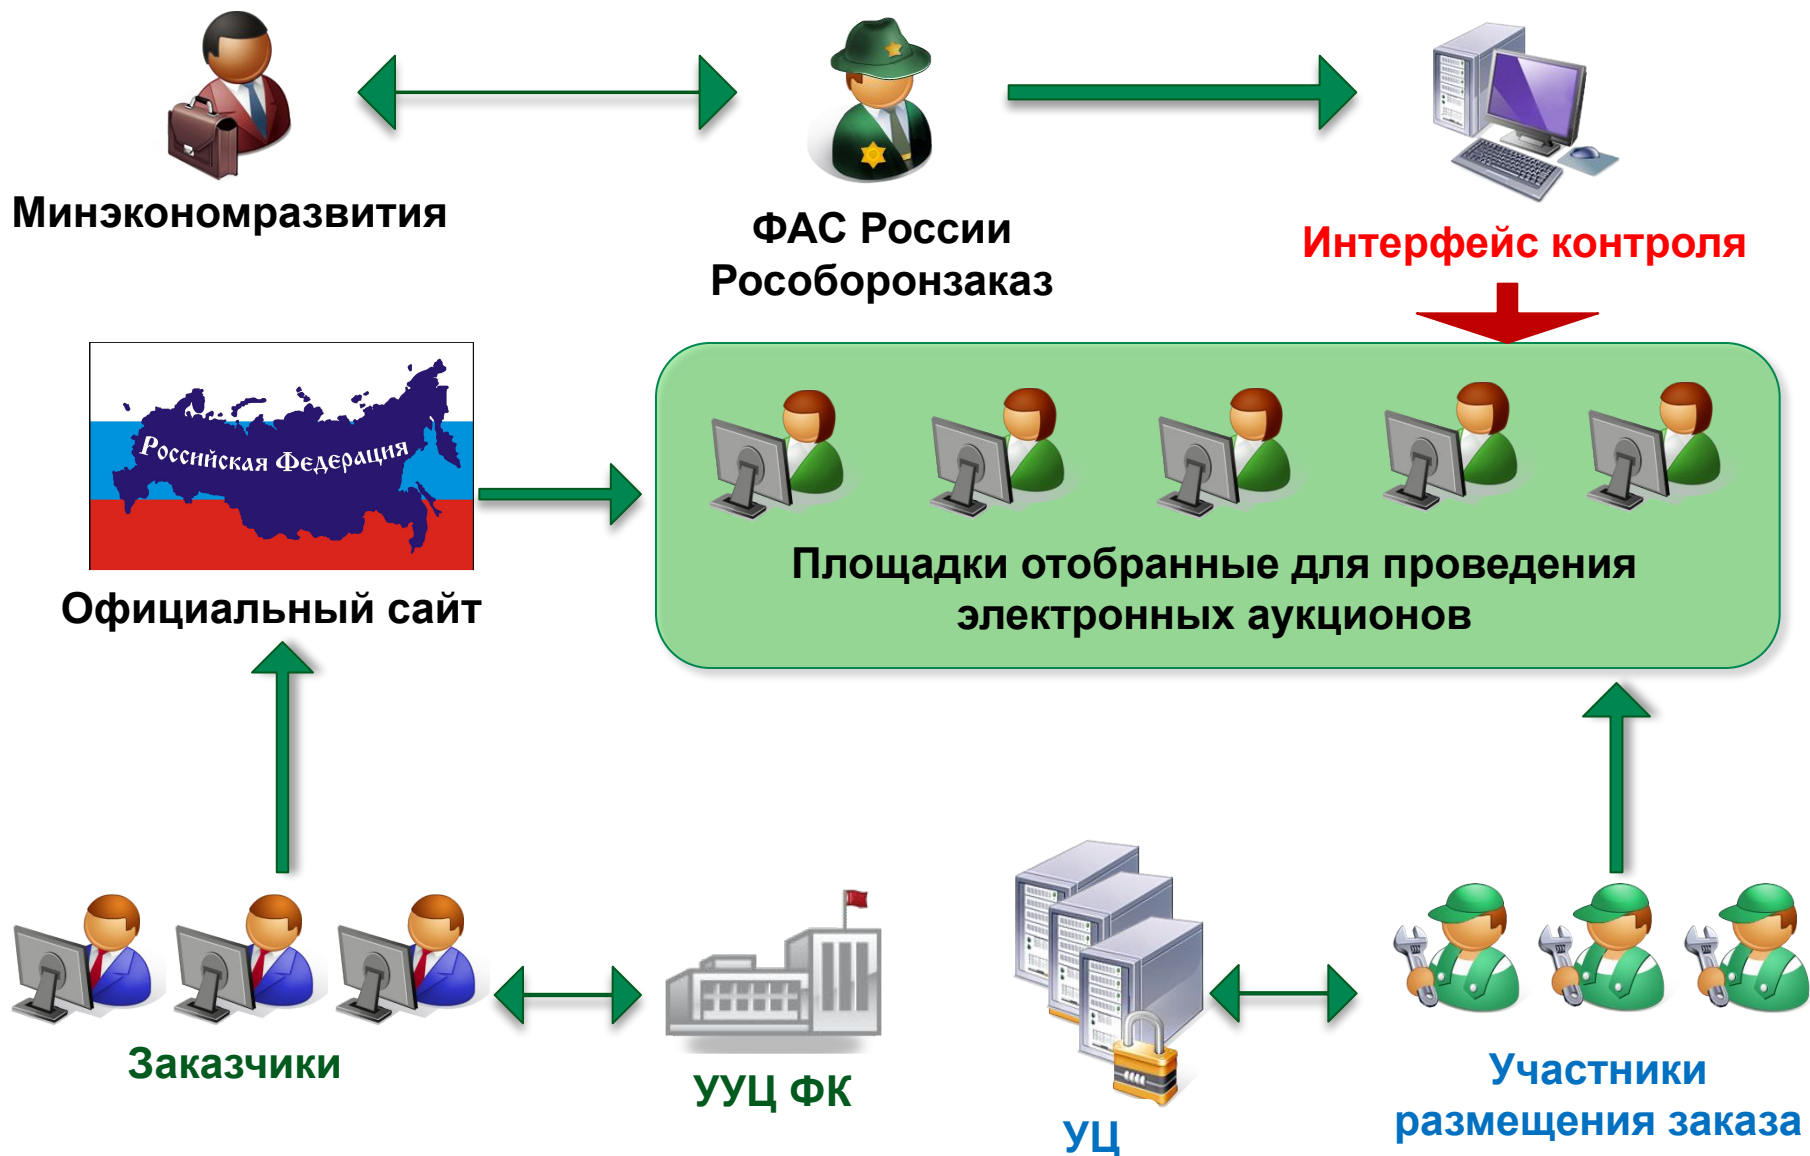 Минэкономразвития
ФАС России
Рособоронзаказ
Интерфейс контроля
Российская Федерация
Официальный сайт
Площадки отобранные для проведения
электронных аукционов
Заказчики
УУЦ ФК
УЦ
Участники
размещения заказа